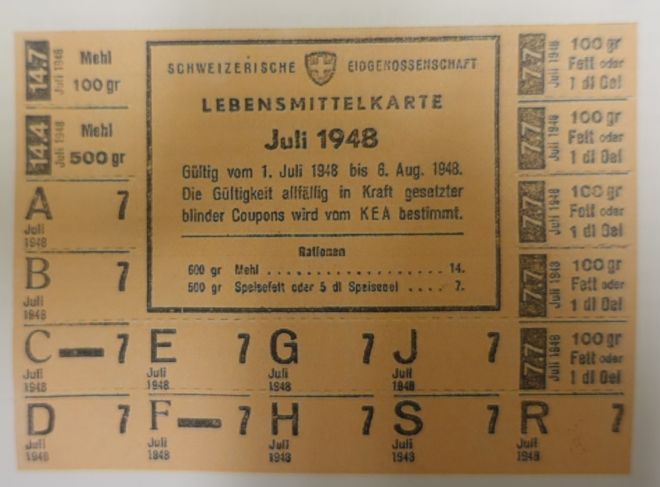 14.7
Juli 1948
Mehl
100 gr
14.4
Juli 1948
Mehl
500 gr
SCHWEIZERISCHE EIDGENOSSENSCHAFT
LEBENSMITTELKARTE
Juli 1948
Gültig vom 1. Juli 1948 bis 6. Aug. 1948.
Die Gültigkeit allfällig in Kraft gesetzter
blinder Coupons wird vom KEA bestimmt.
Rationen
600 gr Mehl . . . . . . . . . . . . . . . . . . . . . . 14.
500 gr Speisefett oder 5 dl Speiseoel . . . . 7.
7.7
Juli 1948
100 gr
Fett oder
1 dl Oel
7.7
Juli 1948
100 gr
Fett oder
1 dl Oel
7.7
Juli 1948
100 gr
Fett oder
1 dl Oel
7.7
Juli 1948
100 gr
Fett oder
1 dl Oel
7.7
Juli 1948
100 gr
Fett oder
1 dl Oel
A 7
Juli
1948
B 7
Juli
1948
C — 7
Juli
1948
E 7
Juli
1948
G 7
Juli
1948
J 7
Juli
1948
D 7
Juli
1948
F — 7
Juli
1948
H 7
Juli
1948
S 7
Juli
1948
R 7
Juli
1948